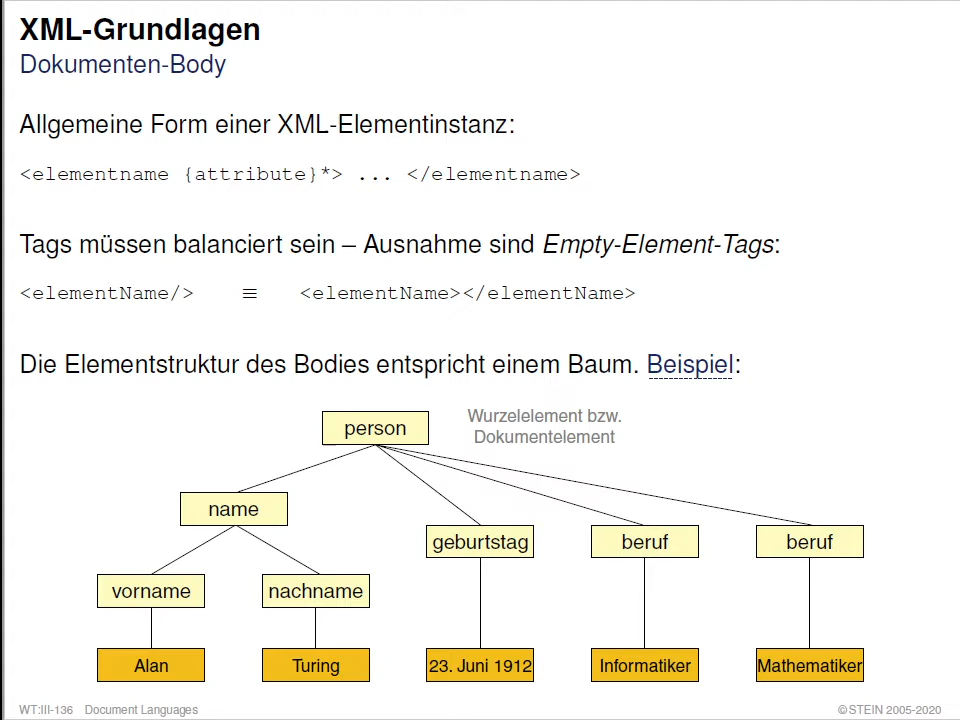 XML-Grundlagen
Dokumenten-Body
Allgemeine Form einer XML-Elementinstanz:
<elementname {attribute}*> ... </elementname>
Tags müssen balanciert sein – Ausnahme sind Empty-Element-Tags:
<elementName/> ≡ <elementName></elementName>
Die Elementstruktur des Bodies entspricht einem Baum. Beispiel:
person
Wurzelelement bzw.
Dokumentelement
name
geburtstag
beruf
beruf
vorname
nachname
Alan
Turing
23. Juni 1912
Informatiker
Mathematiker
WT:III-136 Document Languages
©STEIN 2005-2020